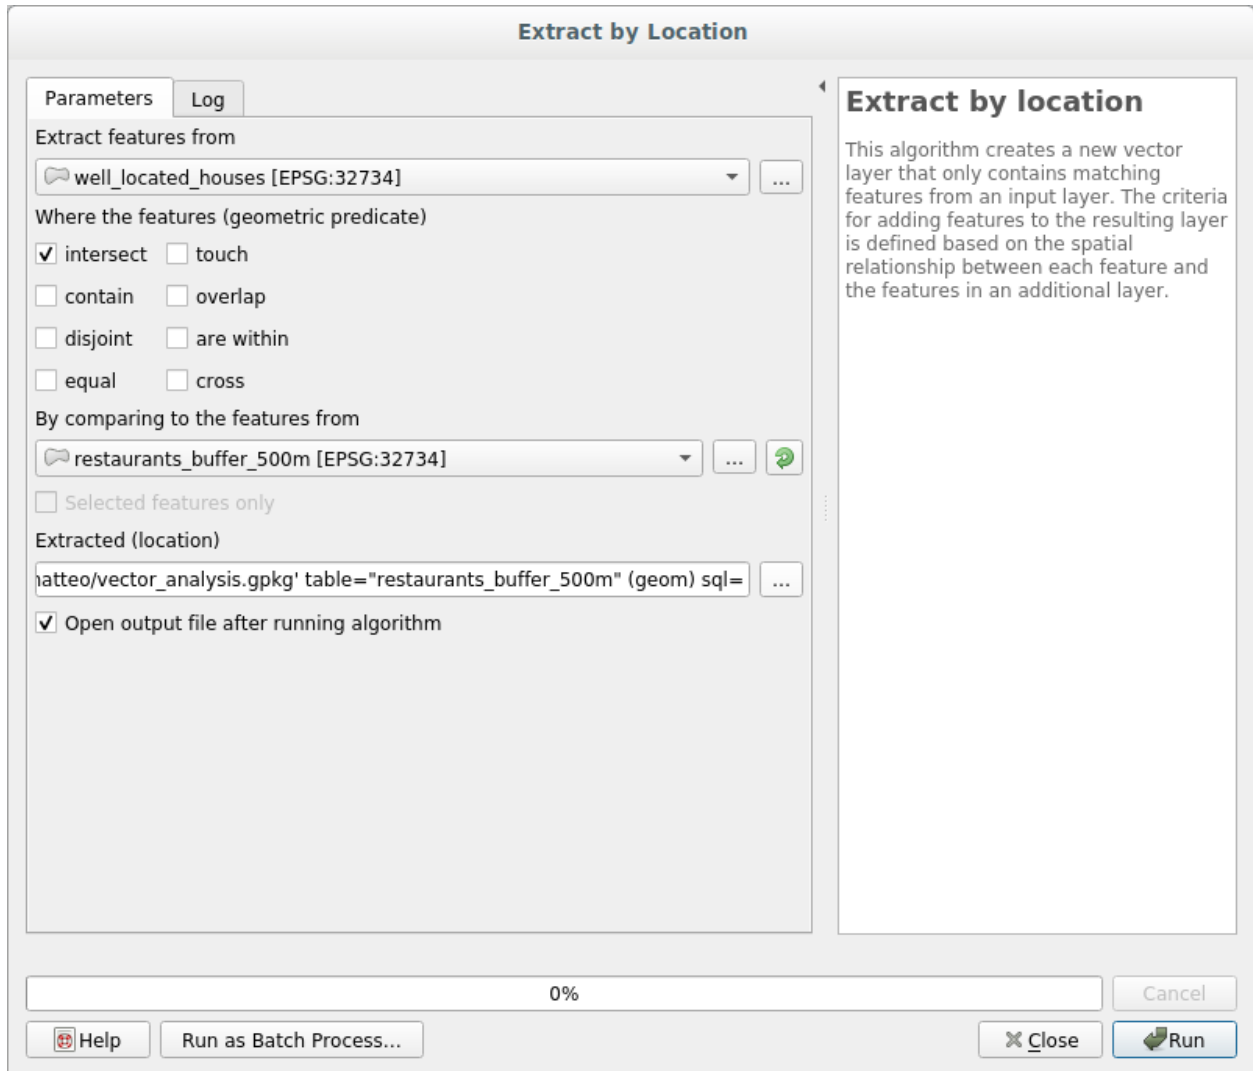 Extract by Location
Parameters
Log
Extract features from
well_located_houses [EPSG:32734]
...
Where the features (geometric predicate)
intersect
touch
contain
overlap
disjoint
are within
equal
cross
By comparing to the features from
restaurants_buffer_500m [EPSG:32734]
...
Selected features only
Extracted (location)
atteo/vector_analysis.gpkg' table="restaurants_buffer_500m" (geom) sql=
...
Open output file after running algorithm
Extract by location
This algorithm creates a new vector
layer that only contains matching
features from an input layer. The criteria
for adding features to the resulting layer
is defined based on the spatial
relationship between each feature and
the features in an additional layer.
0%
Cancel
Help
Run as Batch Process...
Close
Run